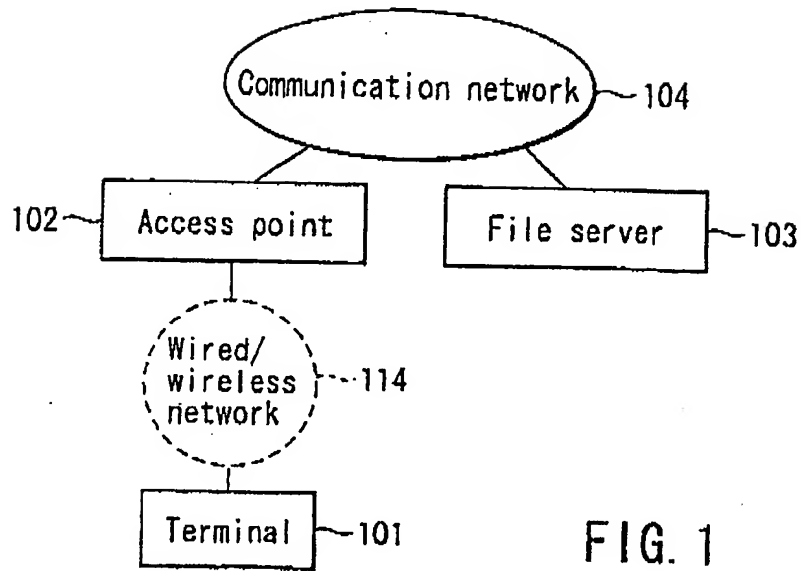 Communication network
104
102
Access point
File server
103
Wired/
wireless
network
114
Terminal
101
FIG. 1